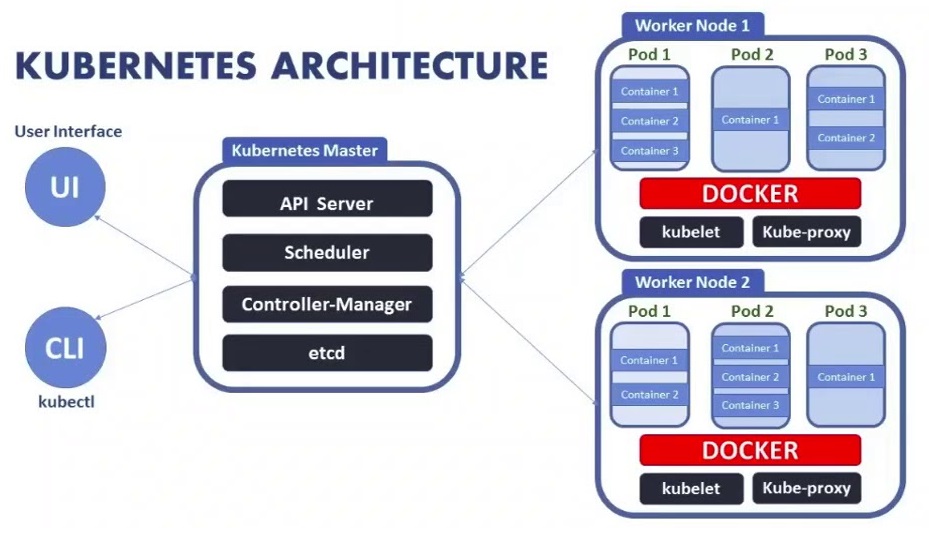 KUBERNETES ARCHITECTURE
User Interface
UI
CLI
kubectl
Kubernetes Master
API Server
Scheduler
Controller-Manager
etcd
Worker Node 1
Pod 1 Pod 2 Pod 3
Container 1
Container 2
Container 3
Container 1
Container 1
Container 2
DOCKER
kubelet Kube-proxy
Worker Node 2
Pod 1 Pod 2 Pod 3
Container 1
Container 2
Container 1
Container 2
Container 3
Container 1
DOCKER
kubelet Kube-proxy